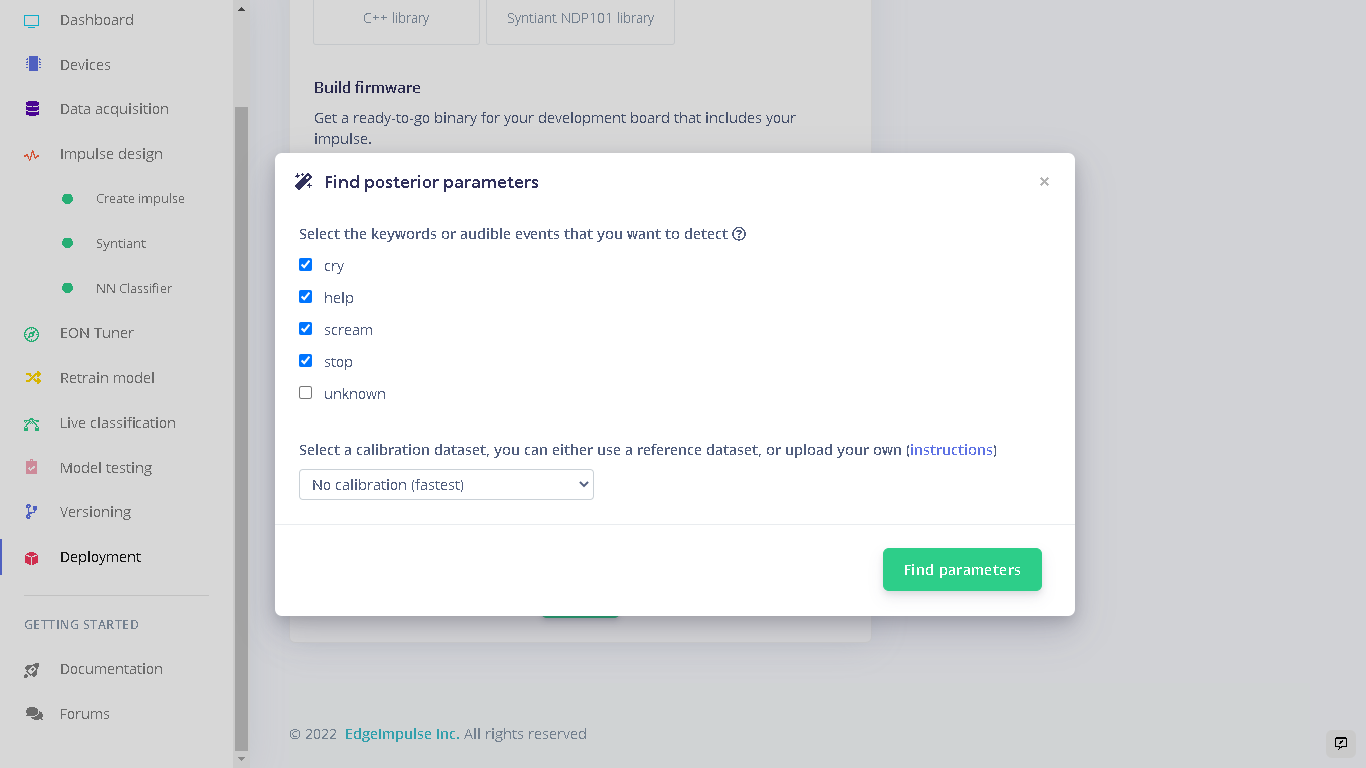 Dashboard
Devices
Data acquisition
Impulse design
Create impulse
Syntiant
NN Classifier
EON Tuner
Retrain model
Live classification
Model testing
Versioning
Deployment
GETTING STARTED
Documentation
Forums
C++ library
Syntiant NDP101 library
Build firmware
Get a ready-to-go binary for your development board that includes your
impulse.
Find posterior parameters
×
Select the keywords or audible events that you want to detect
cry
help
scream
stop
unknown
Select a calibration dataset, you can either use a reference dataset, or upload your own (instructions)
No calibration (fastest)
Find parameters
© 2022 EdgeImpulse Inc. All rights reserved